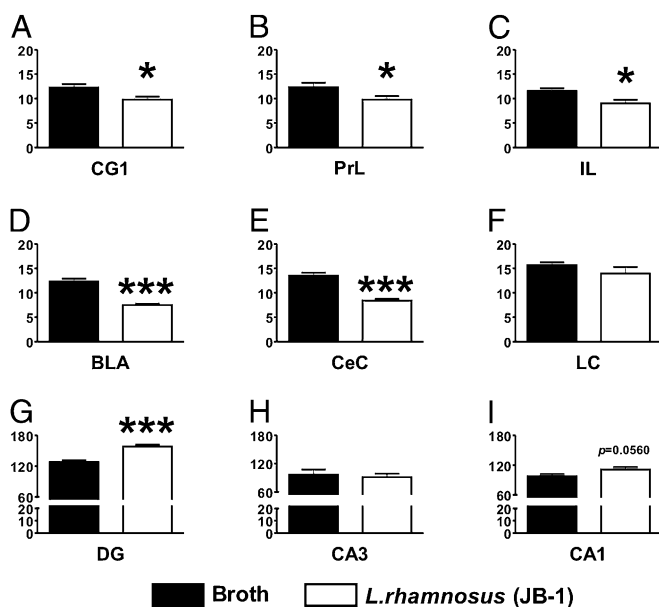 A B C
20 20 20
15 15 15
10 * 10 * 10 *
5 5 5
0 0 0
CG1 PrL IL
D E F
20 20 20
15 15 15
10 *** 10 *** 10
5 5 5
0 0 0
BLA CeC LC
G H I
180 *** 180 180 p=0.0560
120 120 120
60 60 60
20 20 20
10 10 10
0 0 0
DG CA3 CA1
Broth L.rhamnosus (JB-1)